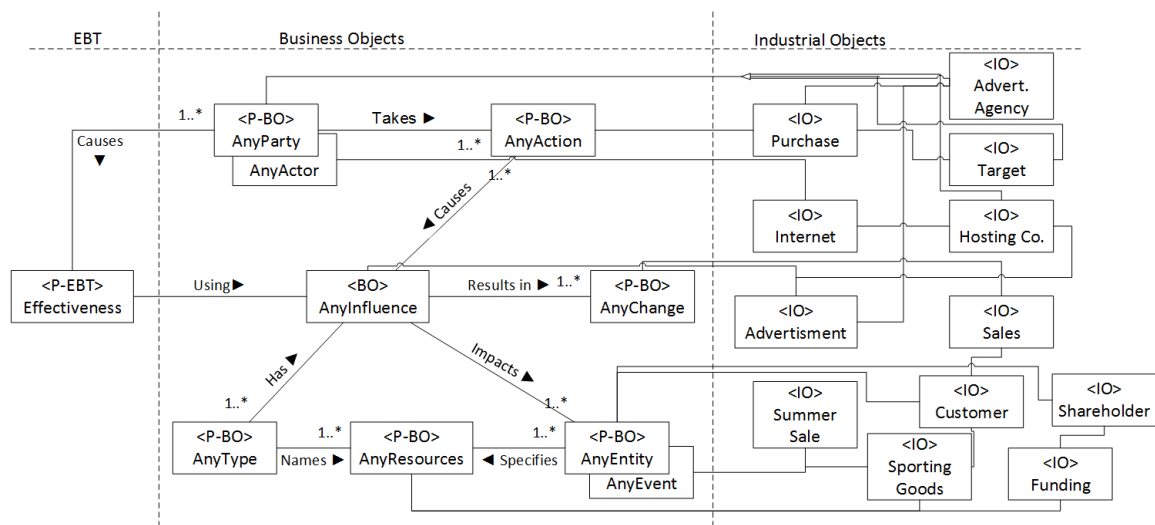 EBT
Business Objects
Industrial Objects
<P-BO>
AnyParty
AnyActor
1..*
Takes ►
1..*
<P-BO>
AnyAction
1..*
Causes
▼
◄ Causes
<P-EBT>
Effectiveness
Using►
<BO>
AnyInfluence
Results in ►
1..*
<P-BO>
AnyChange
Has ►
1..*
Impacts ►
1..*
<P-BO>
AnyType
1..*
Names ►
<P-BO>
AnyResources
1..*
◄ Specifies
<P-BO>
AnyEntity
AnyEvent
<IO>
Advert.
Agency
<IO>
Purchase
<IO>
Target
<IO>
Internet
<IO>
Hosting Co.
<IO>
Advertisment
<IO>
Sales
<IO>
Summer
Sale
<IO>
Customer
<IO>
Shareholder
<IO>
Sporting
Goods
<IO>
Funding